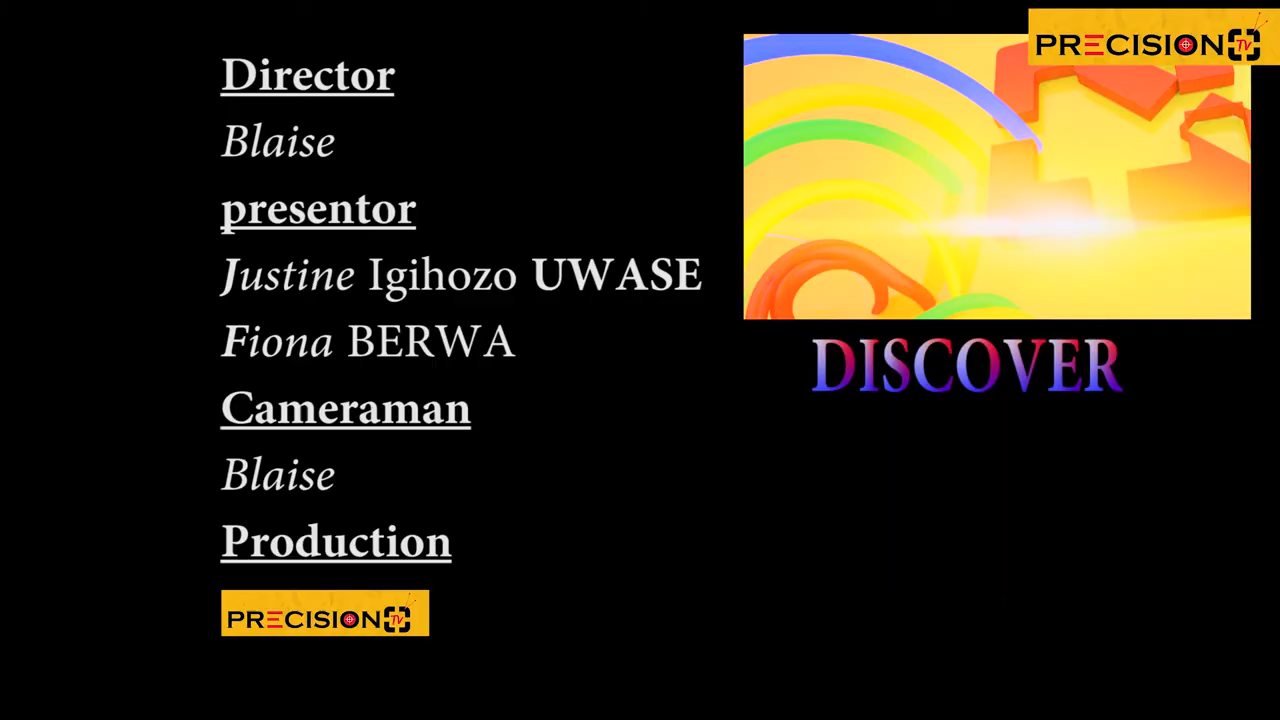 Director
Blaise
presentor
Justine Igihozo UWASE
Fiona BERWA
Cameraman
Blaise
Production
PRECISION TV
PRECISION TV
DISCOVER